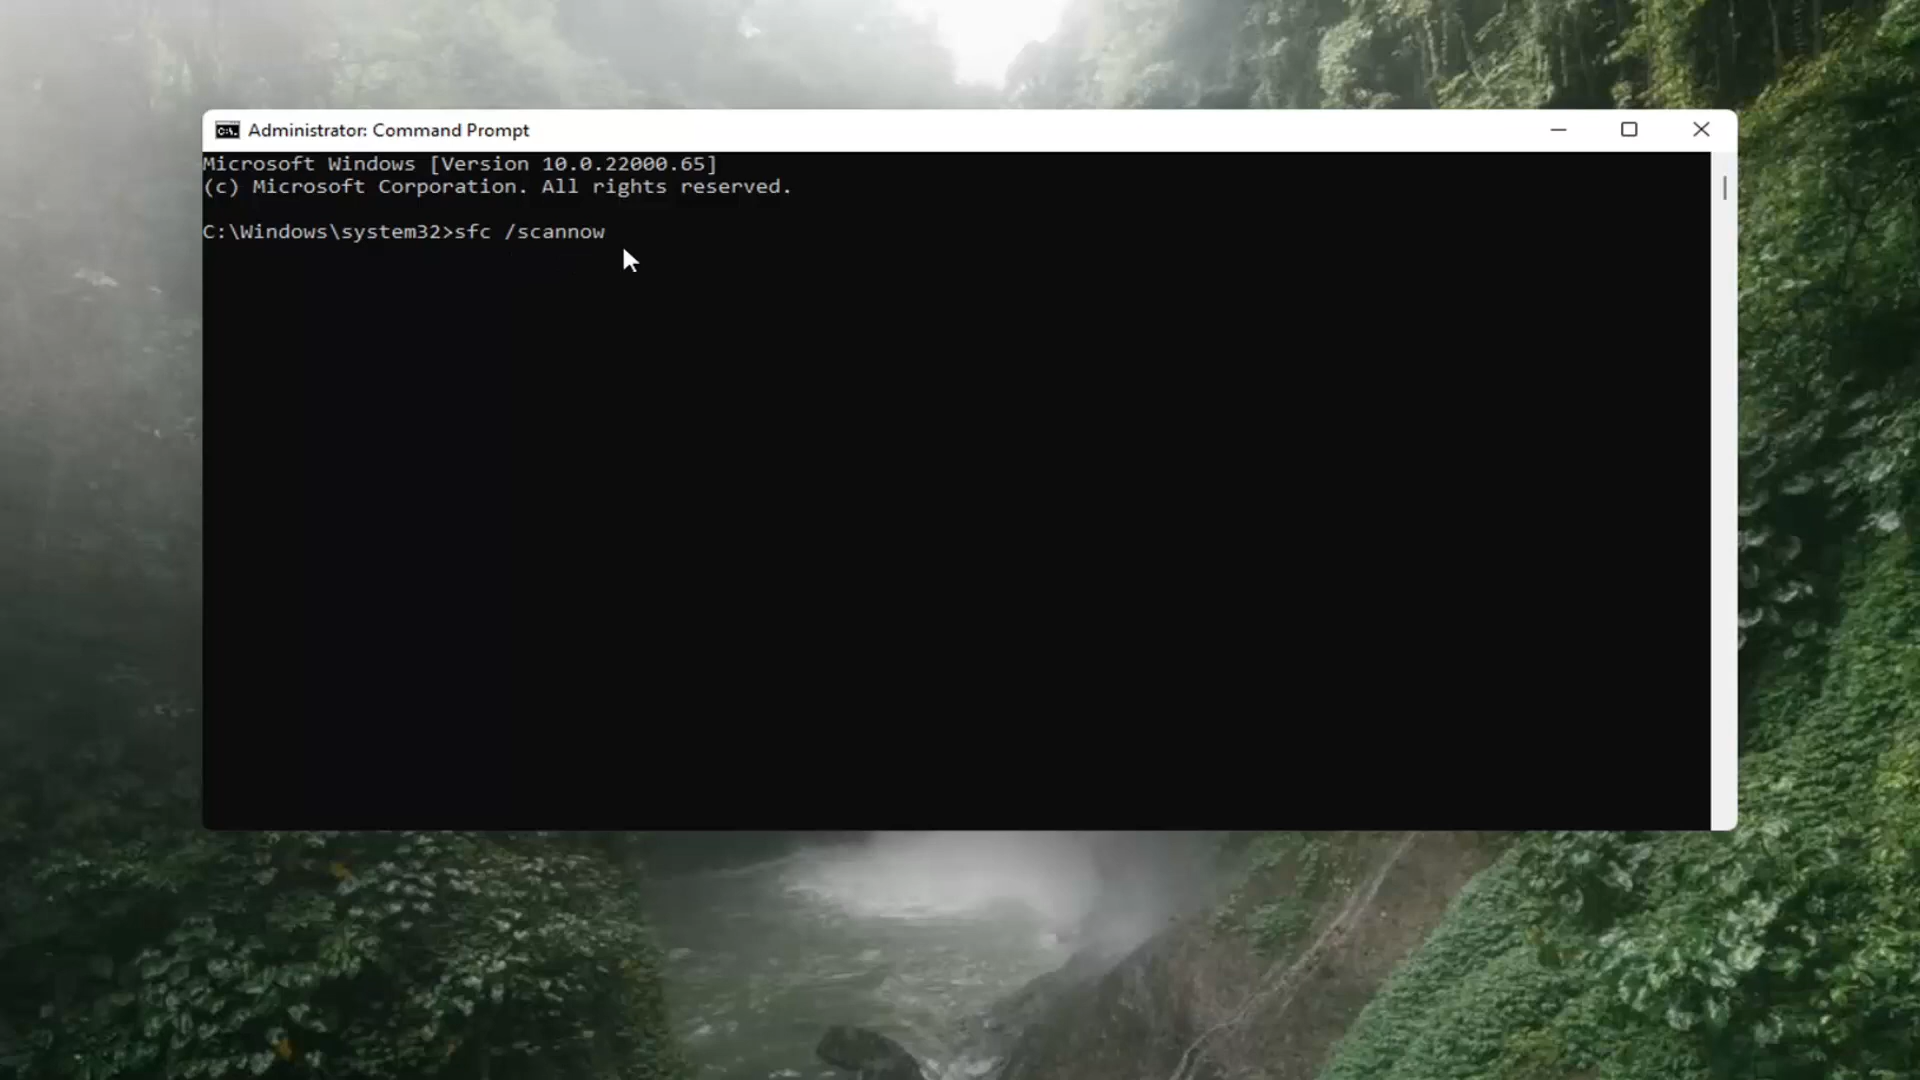 Administrator: Command Prompt
Microsoft Windows [Version 10.0.22000.65]
(c) Microsoft Corporation. All rights reserved.
C:\Windows\system32>sfc /scannow